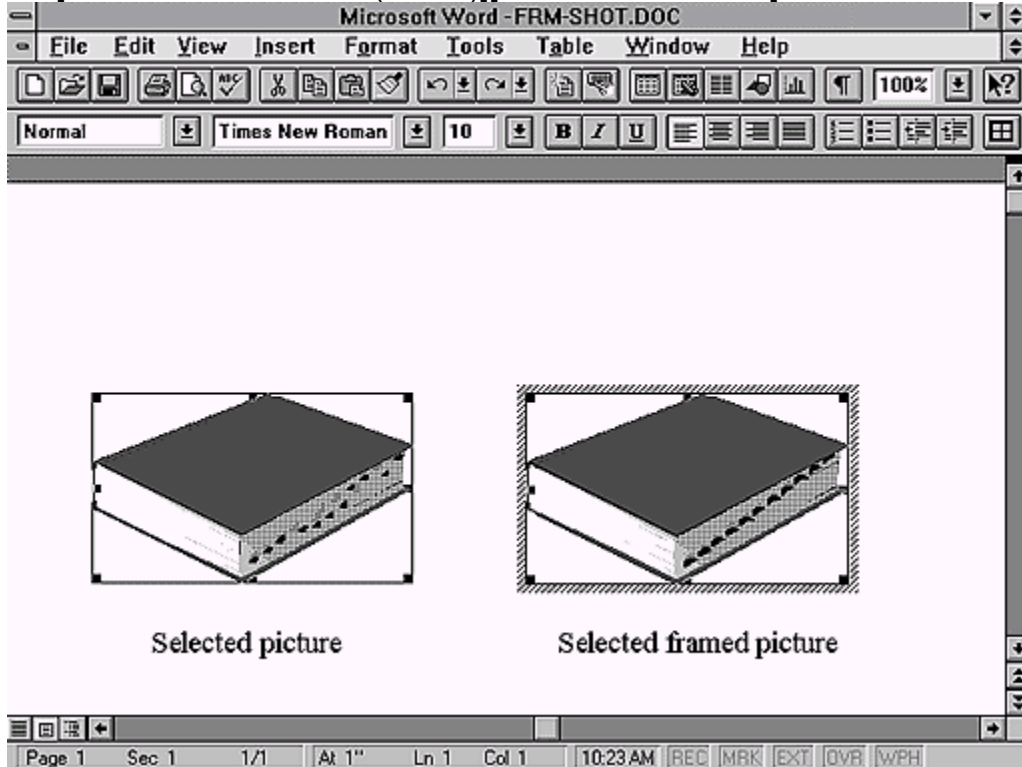 Microsoft Word - FRM-SHOT.DOC
File Edit View Insert Format Tools Table Window Help
ABC 100% ?
Normal Times New Roman 10 B I U
Selected picture Selected framed picture
Page 1 Sec 1 1/1 At 1" Ln 1 Col 1 10:23 AM REC MRK EXT OVR WPH